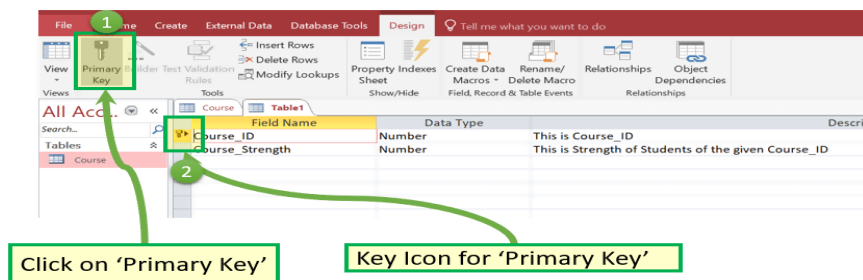 File Home Create External Data Database Tools Design Tell me what you want to do
1
View
Views
Primary Key
Builder
Test Validation Rules
Insert Rows
Delete Rows
Modify Lookups
Tools
Property Sheet
Indexes
Show/Hide
Create Data Macros
Rename/ Delete Macro
Field, Record & Table Events
Relationships
Object Dependencies
Relationships
All Acc...
Search...
Tables
Course
Course Table1
Field Name Data Type Descri
Course_ID Number This is Course_ID
Course_Strength Number This is Strength of Students of the given Course_ID
2
Click on 'Primary Key'
Key Icon for 'Primary Key'